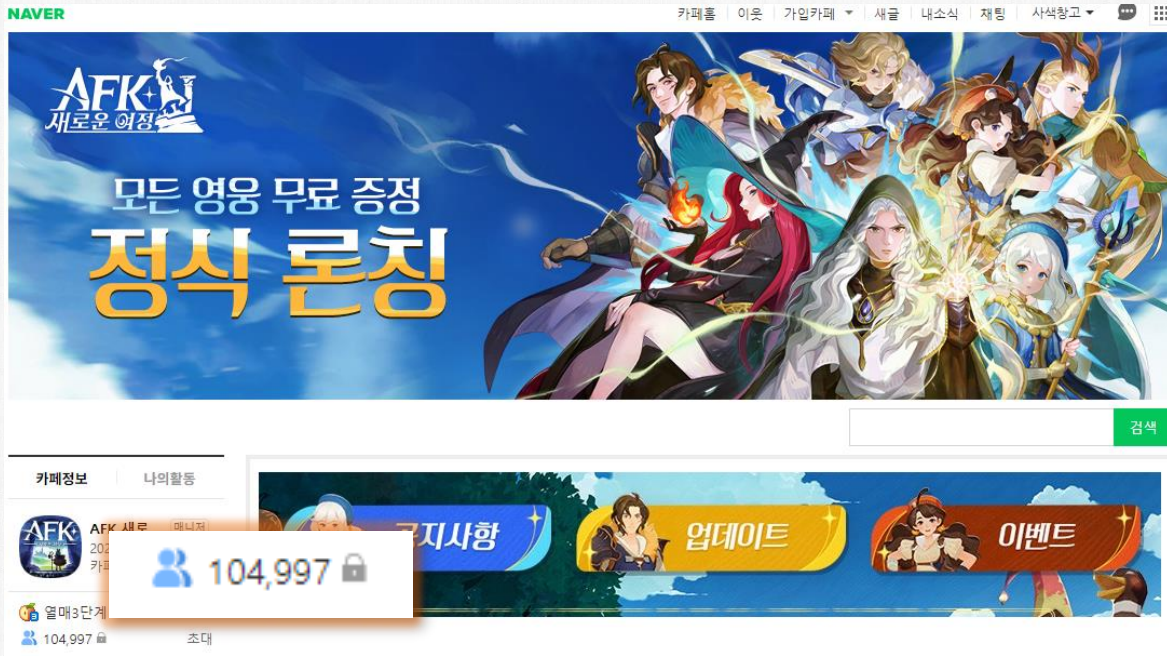 NAVER
카페홈 이웃 가입카페 새글 내소식 채팅 사색창고
AFK
새로운 여정
모든 영웅 무료 증정
정식 론칭
검색
카페정보 나의활동
지사항 업데이트 이벤트
AFK
AFK 새로 매니저
202
카페
104,997
열매3단계
104,997 초대